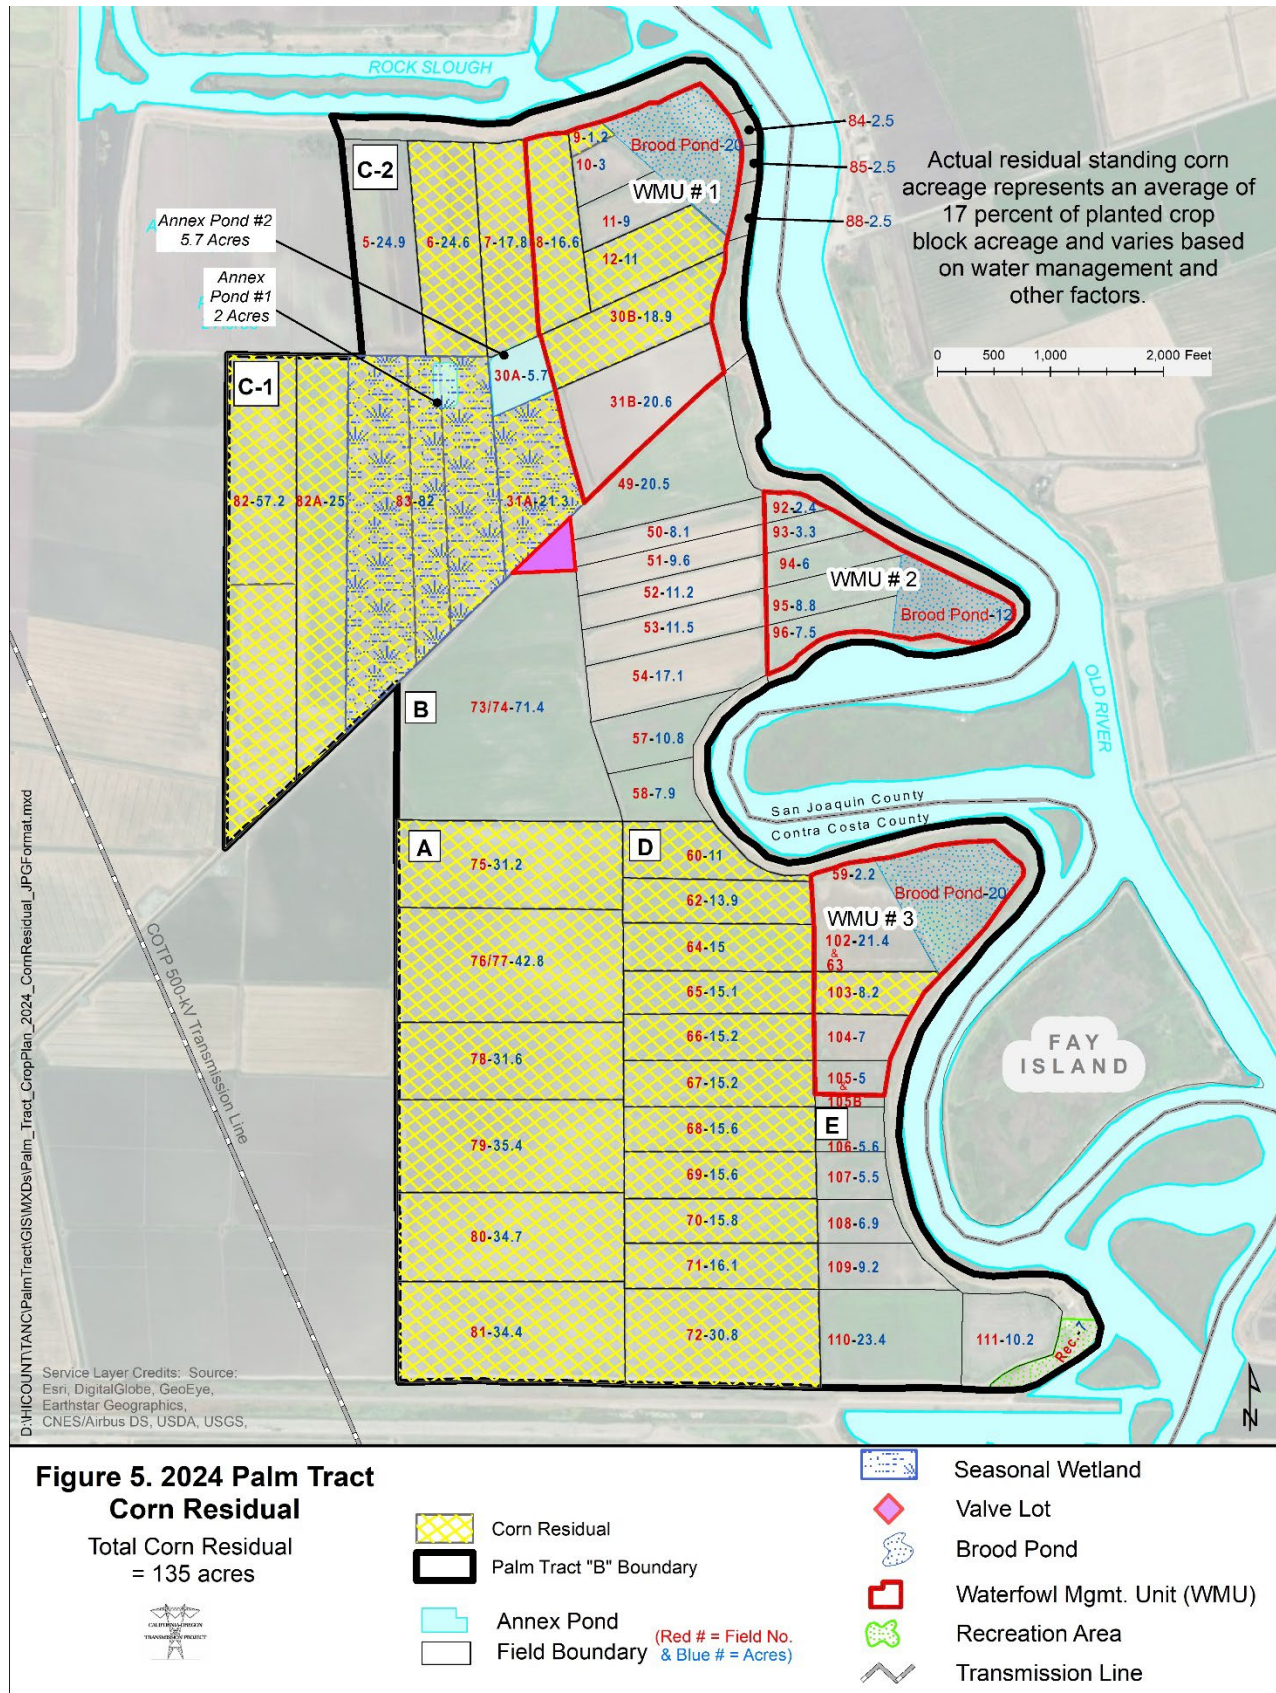 ROCK SLOUGH
84-2.5
85-2.5
88-2.5
Actual residual standing corn
acreage represents an average of
17 percent of planted crop
block acreage and varies based
on water management and
other factors.
0 500 1,000 2,000 Feet
C-2
Annex Pond #2
5.7 Acres
Annex
Pond #1
2 Acres
C-1
9-1.2
10-3
Brood Pond-20
WMU # 1
11-9
5-24.9
6-24.6
7-17.8
8-16.6
12-11
30B-18.9
30A-5.7
31B-20.6
82-57.2
82A-25
83-82
31A-21.3
49-20.5
50-8.1
51-9.6
52-11.2
53-11.5
54-17.1
92-2.4
93-3.3
94-6
WMU # 2
95-8.8
Brood Pond-12
96-7.5
OLD RIVER
B
73/74-71.4
57-10.8
58-7.9
San Joaquin County
Contra Costa County
A
D
75-31.2
60-11
59-2.2
Brood Pond-20
62-13.9
WMU # 3
76/77-42.8
64-15
102-21.4
&
63
65-15.1
103-8.2
66-15.2
104-7
78-31.6
67-15.2
105-5
&
105B
FAY
ISLAND
68-15.6
E
106-5.6
79-35.4
69-15.6
107-5.5
80-34.7
70-15.8
108-6.9
71-16.1
109-9.2
81-34.4
72-30.8
110-23.4
111-10.2
Rec.-7
COTP 500-kV Transmission Line
D:\HICOUNT\TANC\PalmTract\GIS\MXDs\Palm_Tract_CropPlan_2024_CornResidual_JPGFormat.mxd
Service Layer Credits: Source:
Esri, DigitalGlobe, GeoEye,
Earthstar Geographics,
CNES/Airbus DS, USDA, USGS,
N
Figure 5. 2024 Palm Tract
Corn Residual
Total Corn Residual
= 135 acres
CALIFORNIA-OREGON
TRANSMISSION PROJECT
Corn Residual
Palm Tract "B" Boundary
Annex Pond
Field Boundary
(Red # = Field No.
& Blue # = Acres)
Seasonal Wetland
Valve Lot
Brood Pond
Waterfowl Mgmt. Unit (WMU)
Recreation Area
Transmission Line